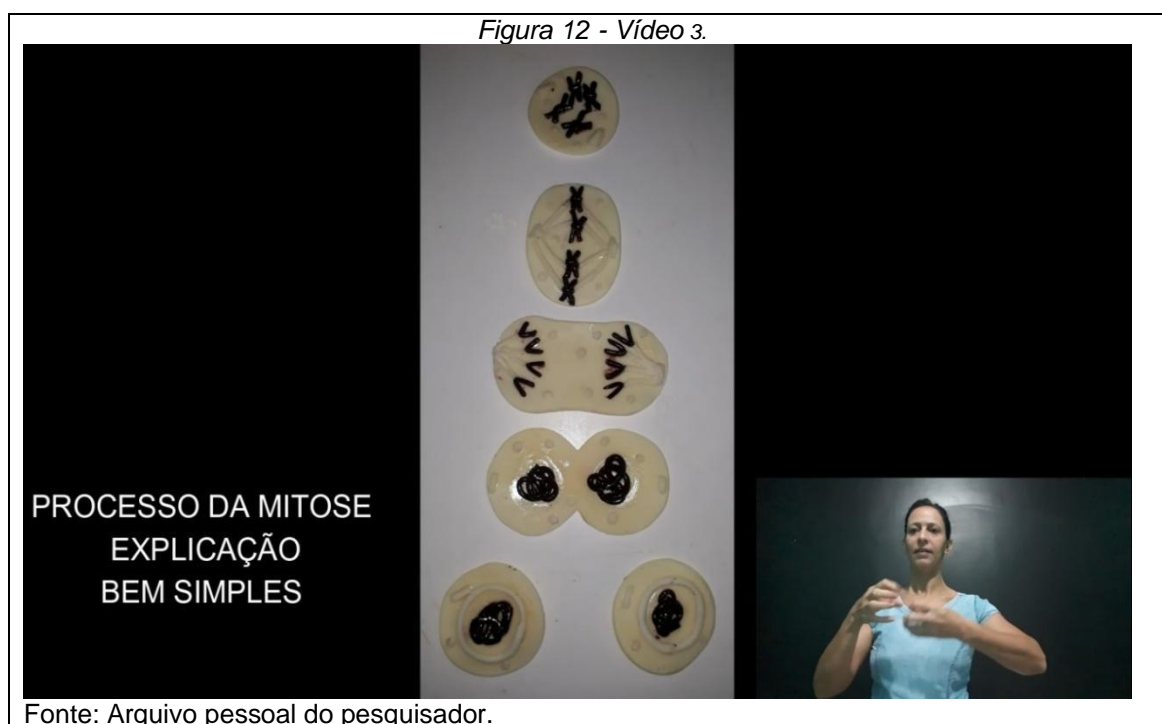 Figura 12 - Vídeo 3.
PROCESSO DA MITOSE
EXPLICAÇÃO
BEM SIMPLES
Fonte: Arquivo pessoal do pesquisador.